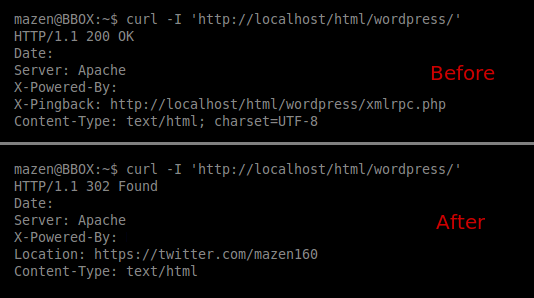 mazen@BBOX:~$ curl -I 'http://localhost/html/wordpress/'
HTTP/1.1 200 OK
Date:
Server: Apache
Before
X-Powered-By:
X-Pingback: http://localhost/html/wordpress/xmlrpc.php
Content-Type: text/html; charset=UTF-8
mazen@BBOX:~$ curl -I 'http://localhost/html/wordpress/'
HTTP/1.1 302 Found
Date:
Server: Apache
After
X-Powered-By:
Location: https://twitter.com/mazen160
Content-Type: text/html